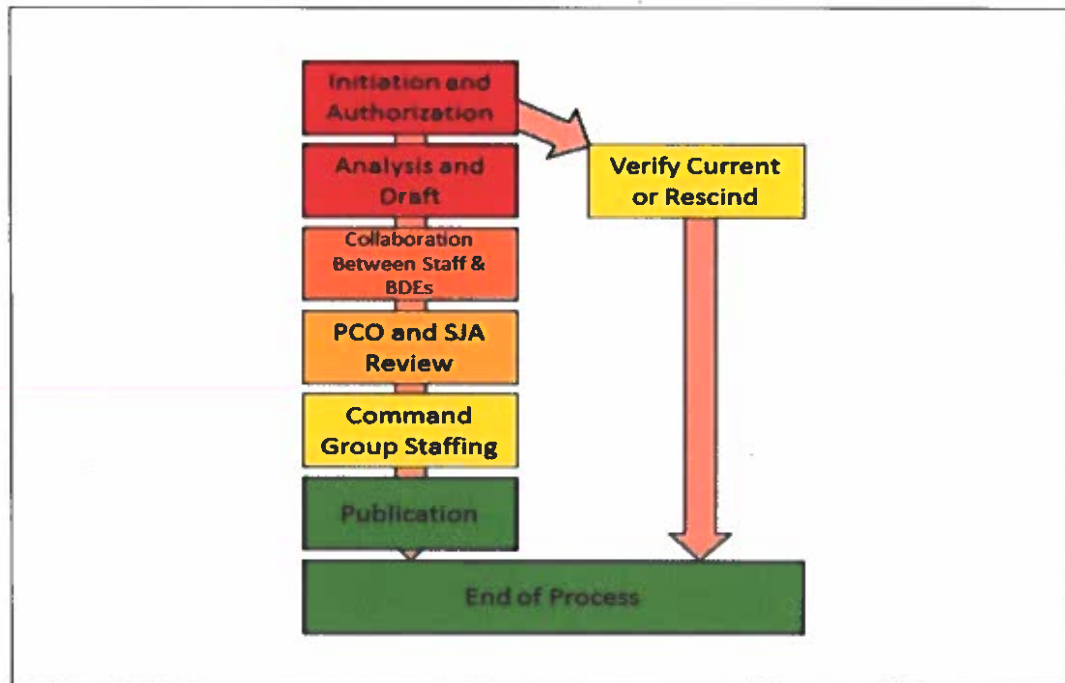 Initiation and
Authorization
Analysis and
Draft
Verify Current
or Rescind
Collaboration
Between Staff &
BDEs
PCO and SJA
Review
Command
Group Staffing
Publication
End of Process